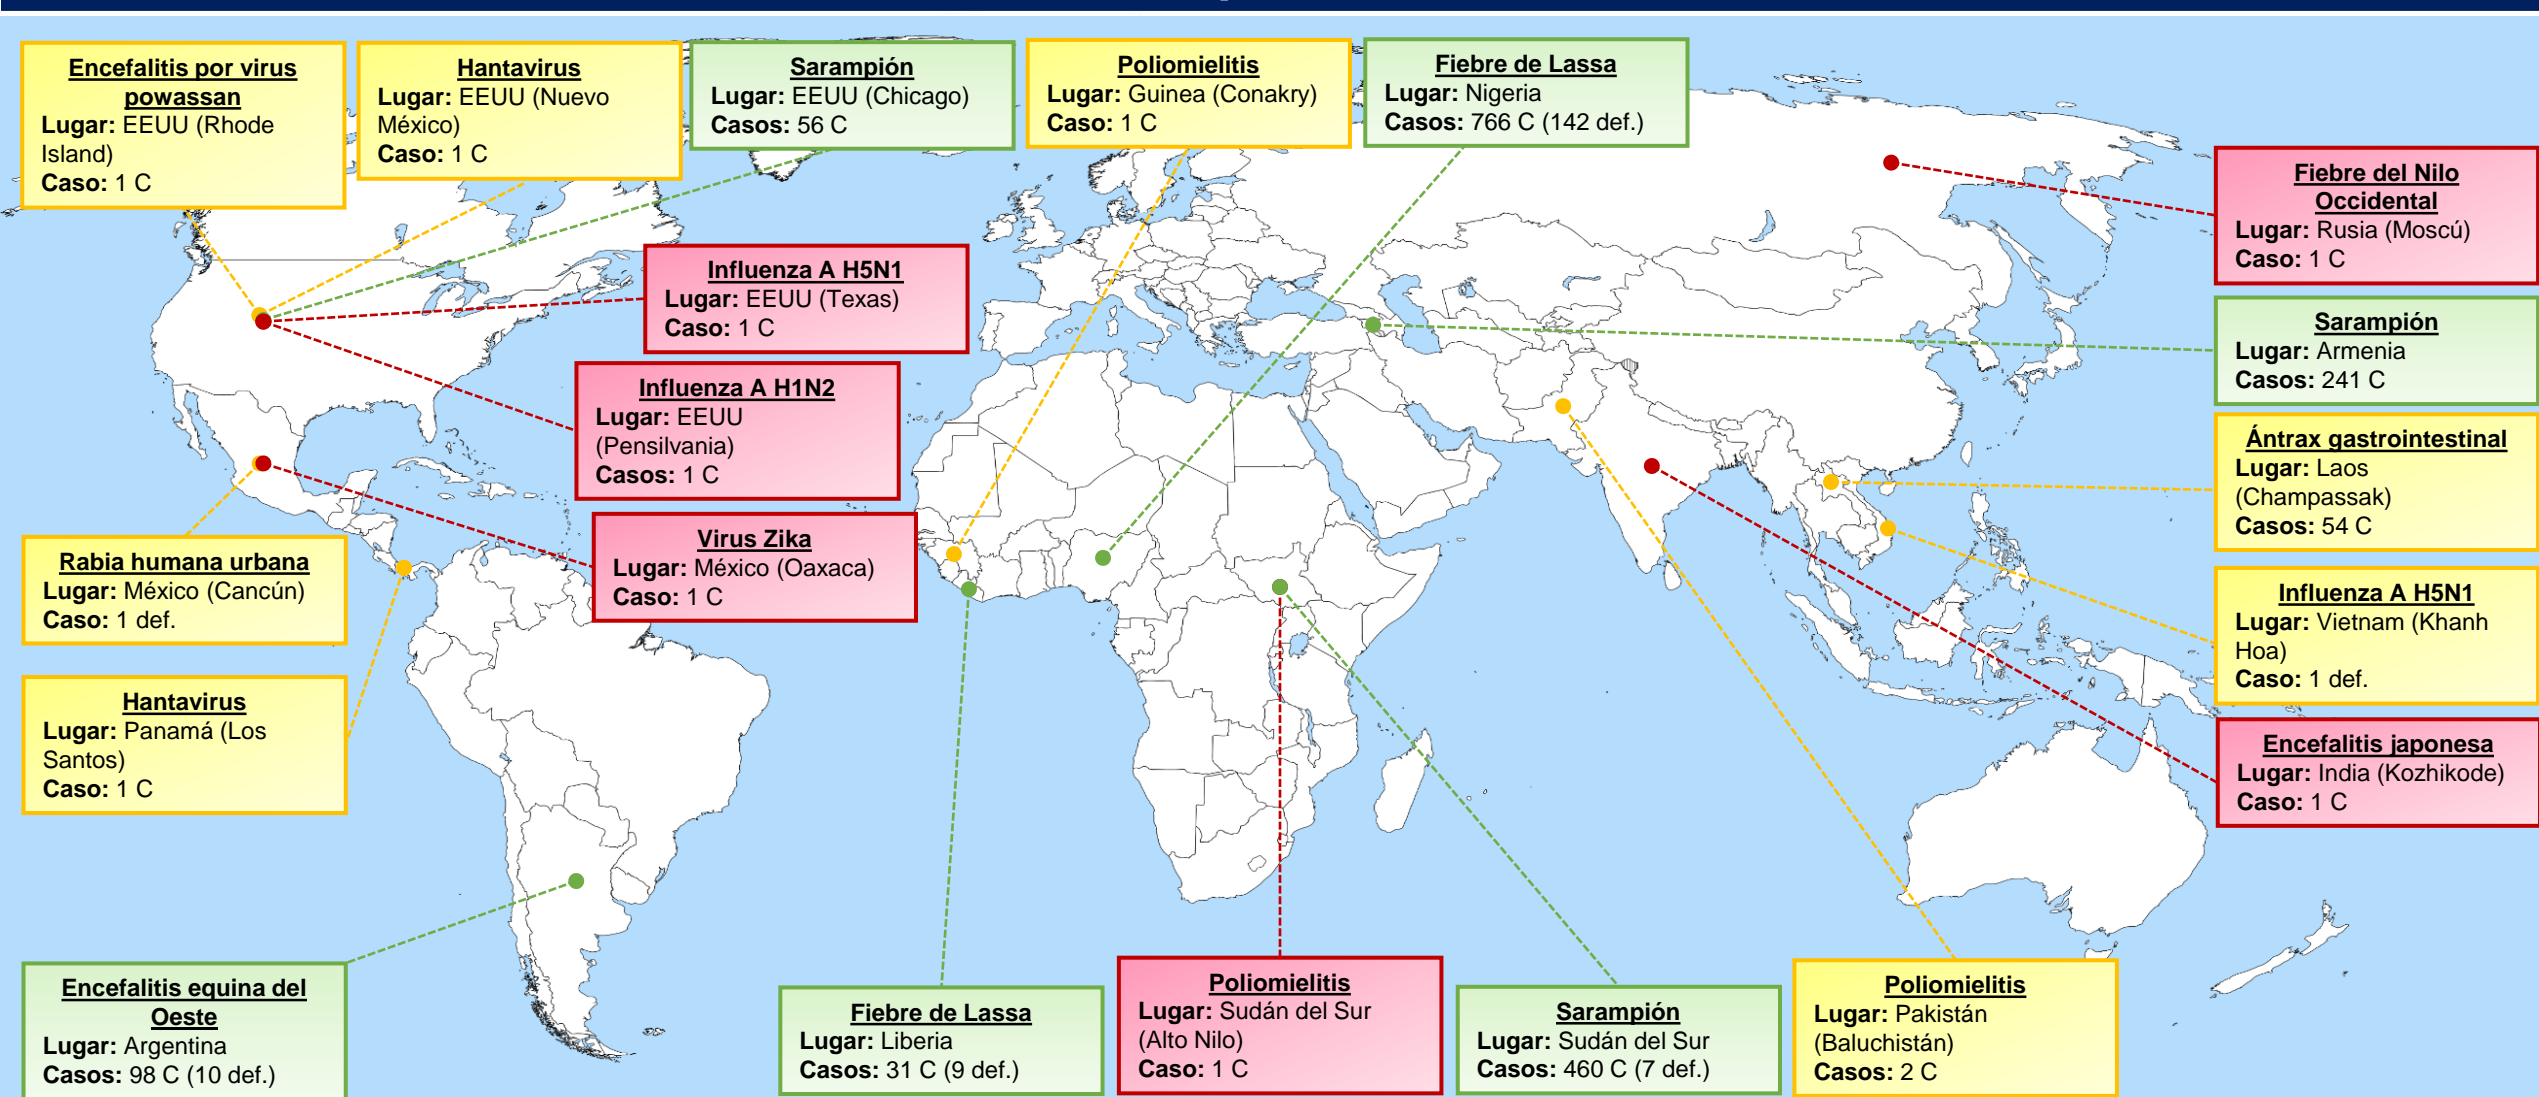 Encefalitis por virus
powassan
Lugar: EEUU (Rhode
Island)
Caso: 1 C
Hantavirus
Lugar: EEUU (Nuevo
México)
Caso: 1 C
Sarampión
Lugar: EEUU (Chicago)
Casos: 56 C
Poliomielitis
Lugar: Guinea (Conakry)
Caso: 1 C
Fiebre de Lassa
Lugar: Nigeria
Casos: 766 C (142 def.)
Fiebre del Nilo
Occidental
Lugar: Rusia (Moscú)
Caso: 1 C
Influenza A H5N1
Lugar: EEUU (Texas)
Caso: 1 C
Sarampión
Lugar: Armenia
Casos: 241 C
Influenza A H1N2
Lugar: EEUU
(Pensilvania)
Casos: 1 C
Ántrax gastrointestinal
Lugar: Laos
(Champassak)
Casos: 54 C
Virus Zika
Lugar: México (Oaxaca)
Caso: 1 C
Rabia humana urbana
Lugar: México (Cancún)
Caso: 1 def.
Influenza A H5N1
Lugar: Vietnam (Khanh
Hoa)
Caso: 1 def.
Hantavirus
Lugar: Panamá (Los
Santos)
Caso: 1 C
Encefalitis japonesa
Lugar: India (Kozhikode)
Caso: 1 C
Encefalitis equina del
Oeste
Lugar: Argentina
Casos: 98 C (10 def.)
Fiebre de Lassa
Lugar: Liberia
Casos: 31 C (9 def.)
Poliomielitis
Lugar: Sudán del Sur
(Alto Nilo)
Caso: 1 C
Sarampión
Lugar: Sudán del Sur
Casos: 460 C (7 def.)
Poliomielitis
Lugar: Pakistán
(Baluchistán)
Casos: 2 C